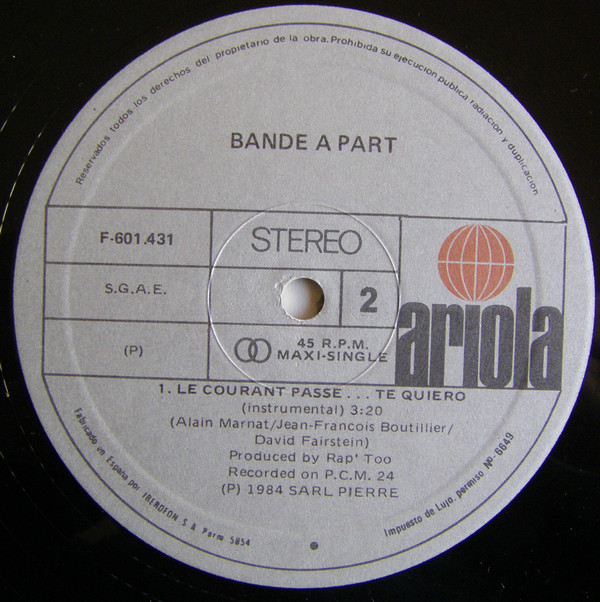 Reservados todos los derechos del propietario de la obra. Prohibida su ejecucion publica radiacion y duplicacion.
BANDE A PART
F-601.431
STEREO
S.G.A.E.
2
(P)
45 R.P.M.
MAXI-SINGLE
ariola
1. LE COURANT PASSE... TE QUIERO
(instrumental) 3:20
(Alain Marnat/Jean-Francois Boutillier/
David Fairstein)
Produced by Rap' Too
Recorded on P.C.M. 24
(P) 1984 SARL PIERRE
Fabricado en España por IBEROFON S A Perm 5854
Impuesto de Lujo, permiso Nº 6649